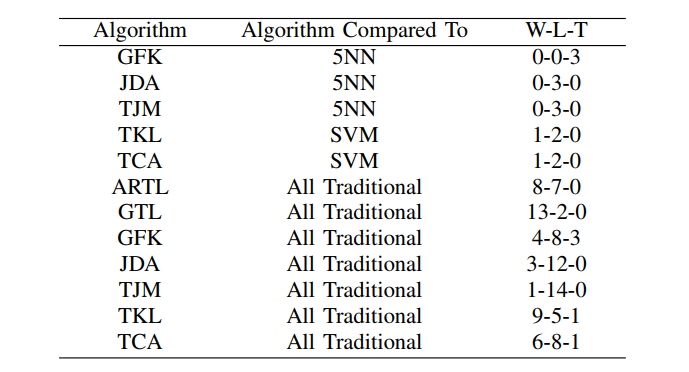 Algorithm Algorithm Compared To W-L-T
GFK 5NN 0-0-3
JDA 5NN 0-3-0
TJM 5NN 0-3-0
TKL SVM 1-2-0
TCA SVM 1-2-0
ARTL All Traditional 8-7-0
GTL All Traditional 13-2-0
GFK All Traditional 4-8-3
JDA All Traditional 3-12-0
TJM All Traditional 1-14-0
TKL All Traditional 9-5-1
TCA All Traditional 6-8-1